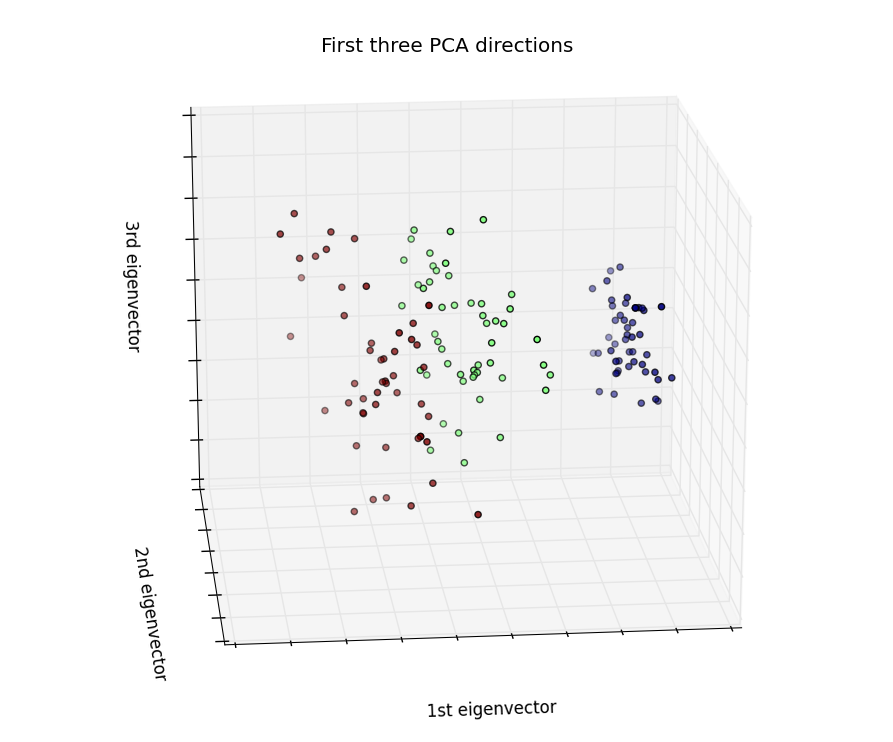 First three PCA directions
3rd eigenvector
2nd eigenvector
1st eigenvector